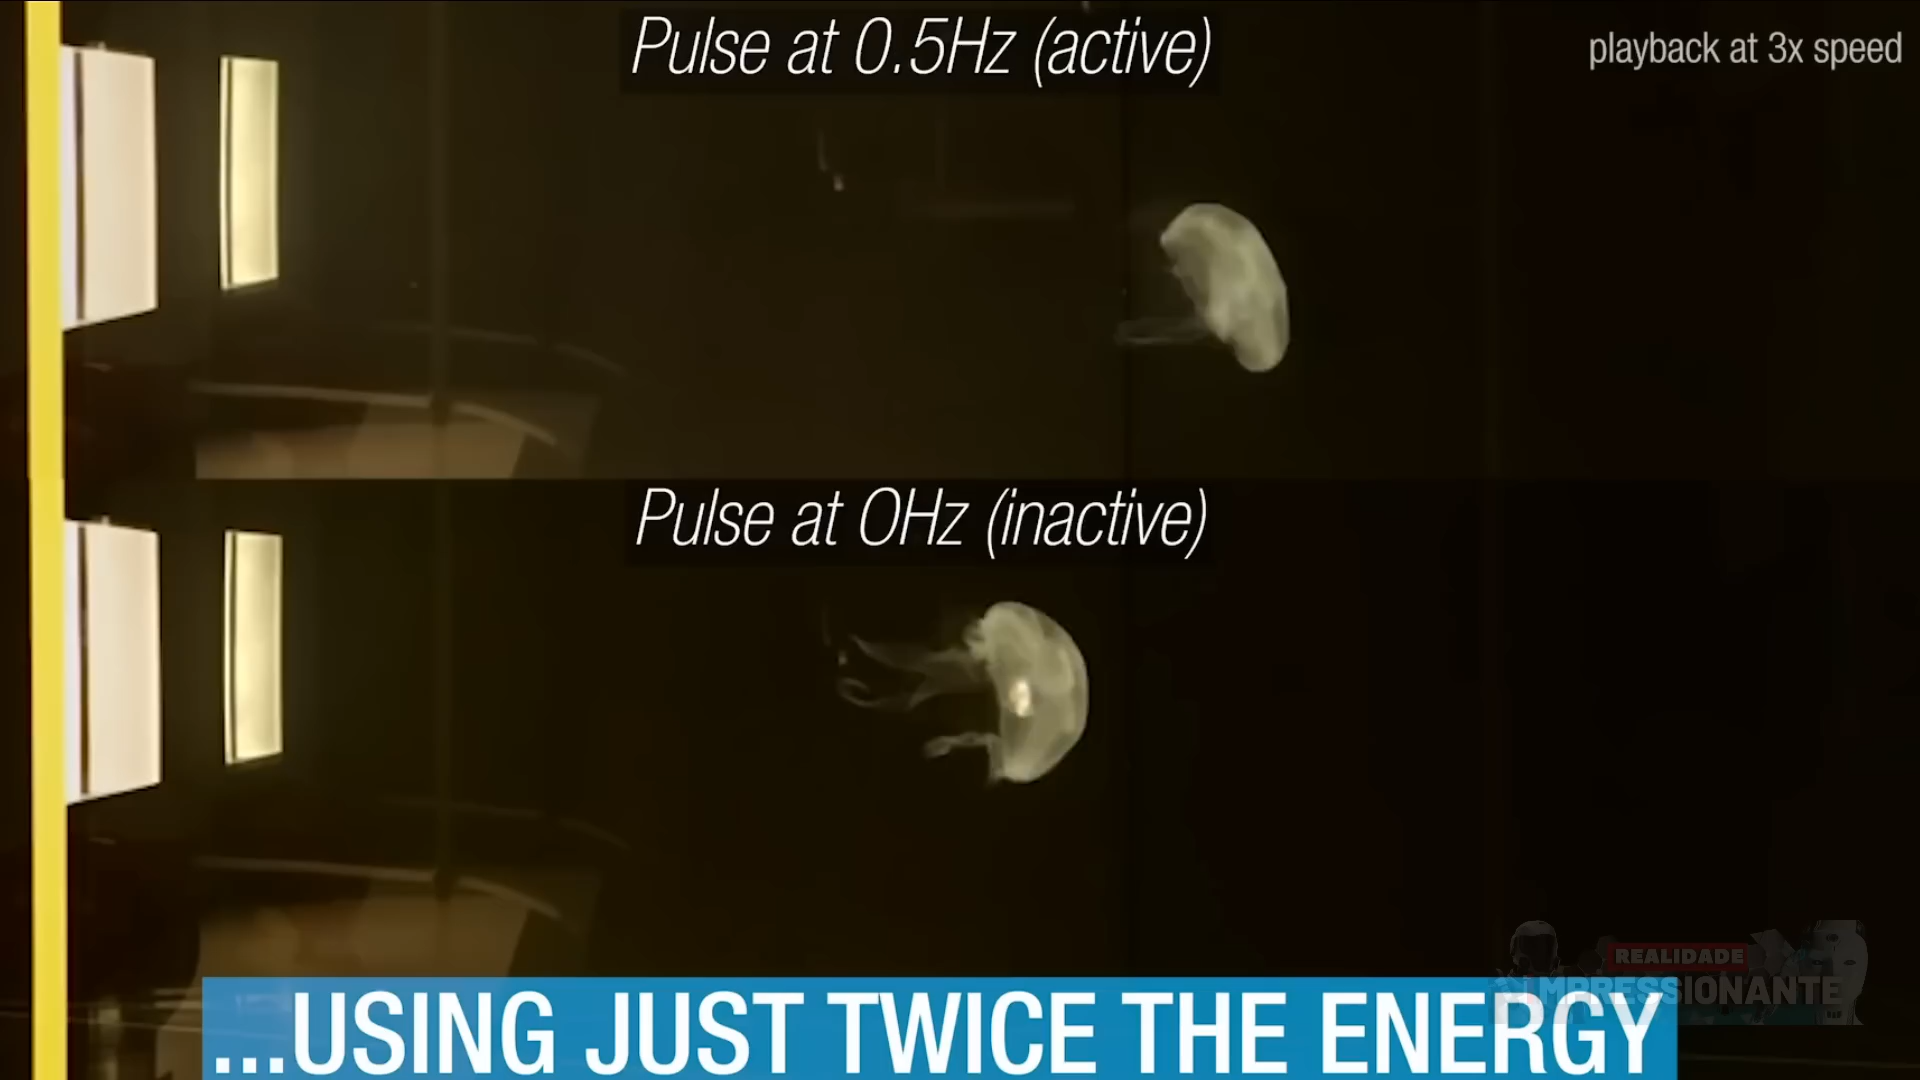 Pulse at 0.5Hz (active)
playback at 3x speed
Pulse at 0Hz (inactive)
REALIDADE
IMPRESSIONANTE
...USING JUST TWICE THE ENERGY